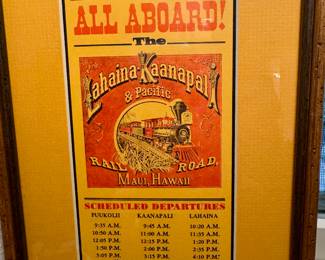 ALL ABOARD!
The
Lahaina-Kaanapali
& Pacific
RAIL ROAD,
MAUI, HAWAII
SCHEDULED DEPARTURES
PUUKOLII KAANAPALI LAHAINA
9:35 A.M. 9:45 A.M. 10:20 A.M.
10:50 A.M. 11:00 A.M. 11:35 A.M.
12:05 P.M. 12:15 P.M. 1:20 P.M.
1:50 P.M. 2:00 P.M. 2:35 P.M.
3:05 P.M. 3:15 P.M. 4:10 P.M.